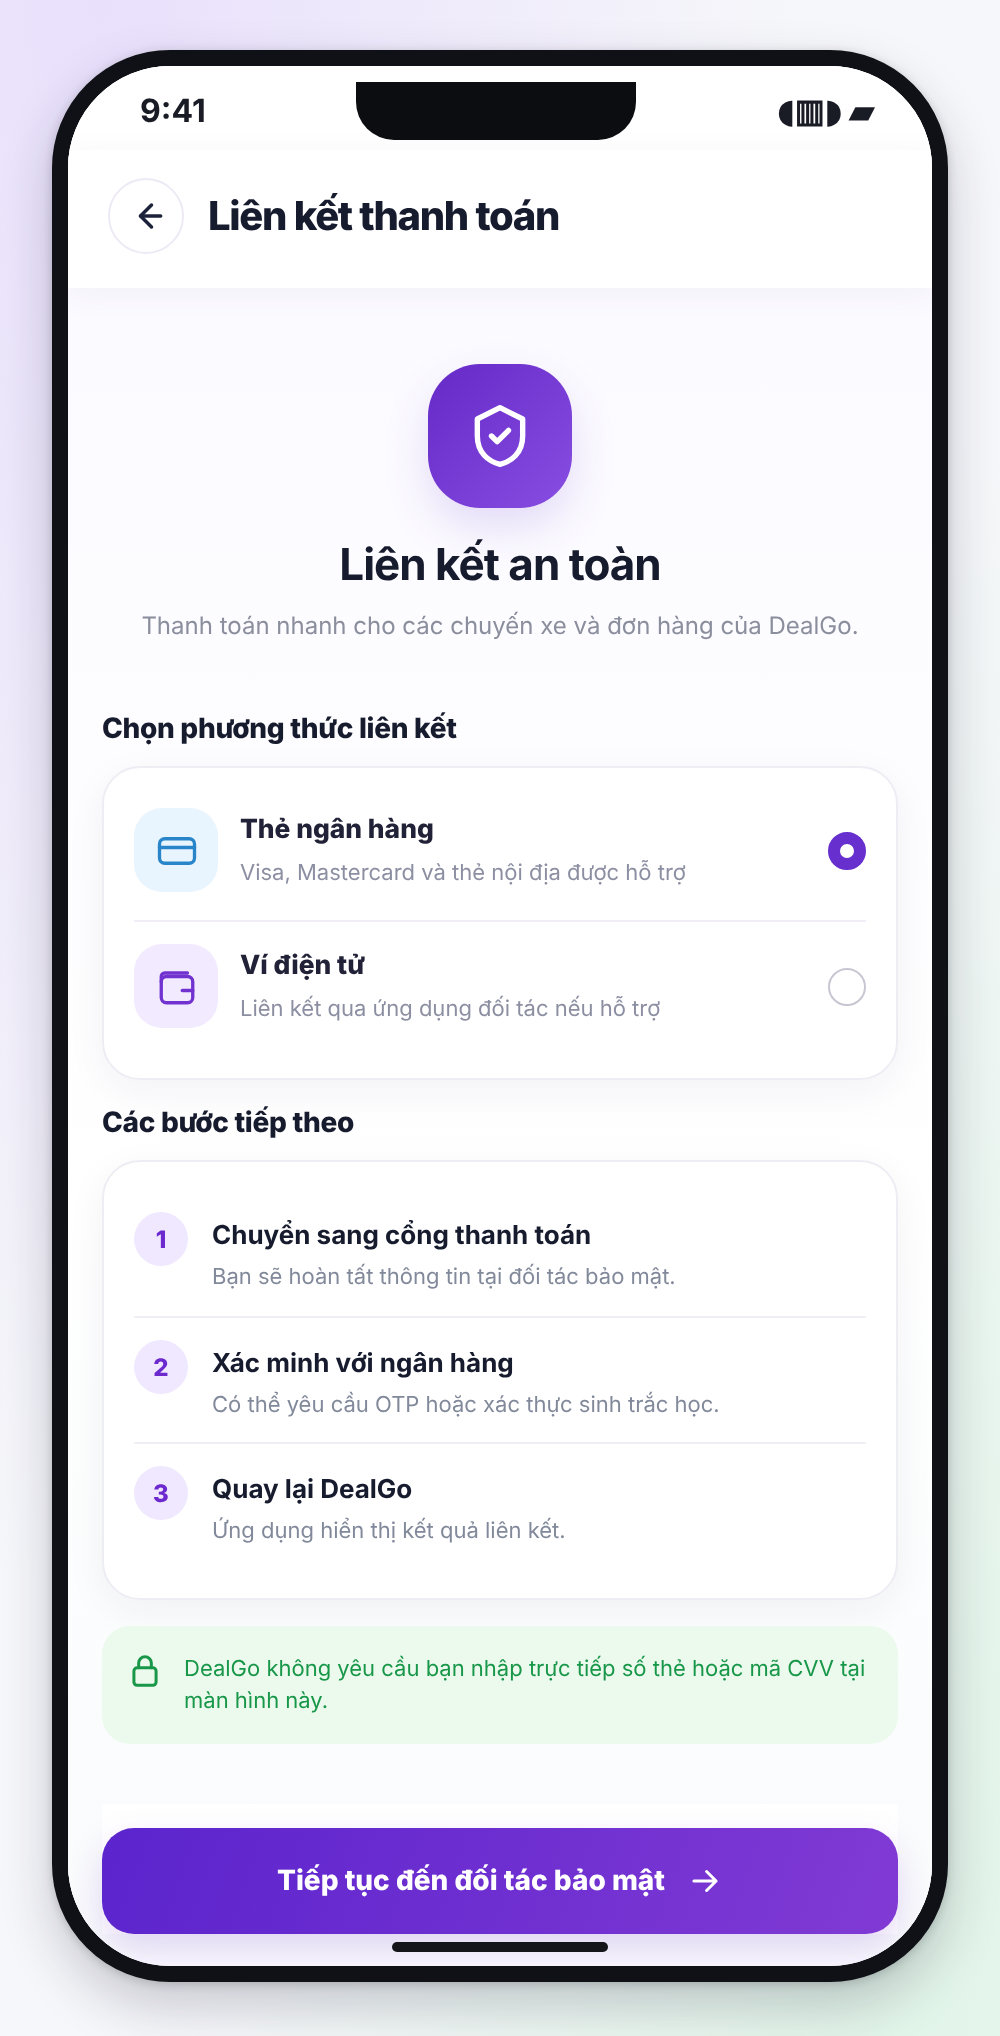 9:41
Liên kết thanh toán
Liên kết an toàn
Thanh toán nhanh cho các chuyến xe và đơn hàng của DealGo.
Chọn phương thức liên kết
Thẻ ngân hàng
Visa, Mastercard và thẻ nội địa được hỗ trợ
Ví điện tử
Liên kết qua ứng dụng đối tác nếu hỗ trợ
Các bước tiếp theo
1
Chuyển sang cổng thanh toán
Bạn sẽ hoàn tất thông tin tại đối tác bảo mật.
2
Xác minh với ngân hàng
Có thể yêu cầu OTP hoặc xác thực sinh trắc học.
3
Quay lại DealGo
Ứng dụng hiển thị kết quả liên kết.
DealGo không yêu cầu bạn nhập trực tiếp số thẻ hoặc mã CVV tại
màn hình này.
Tiếp tục đến đối tác bảo mật →